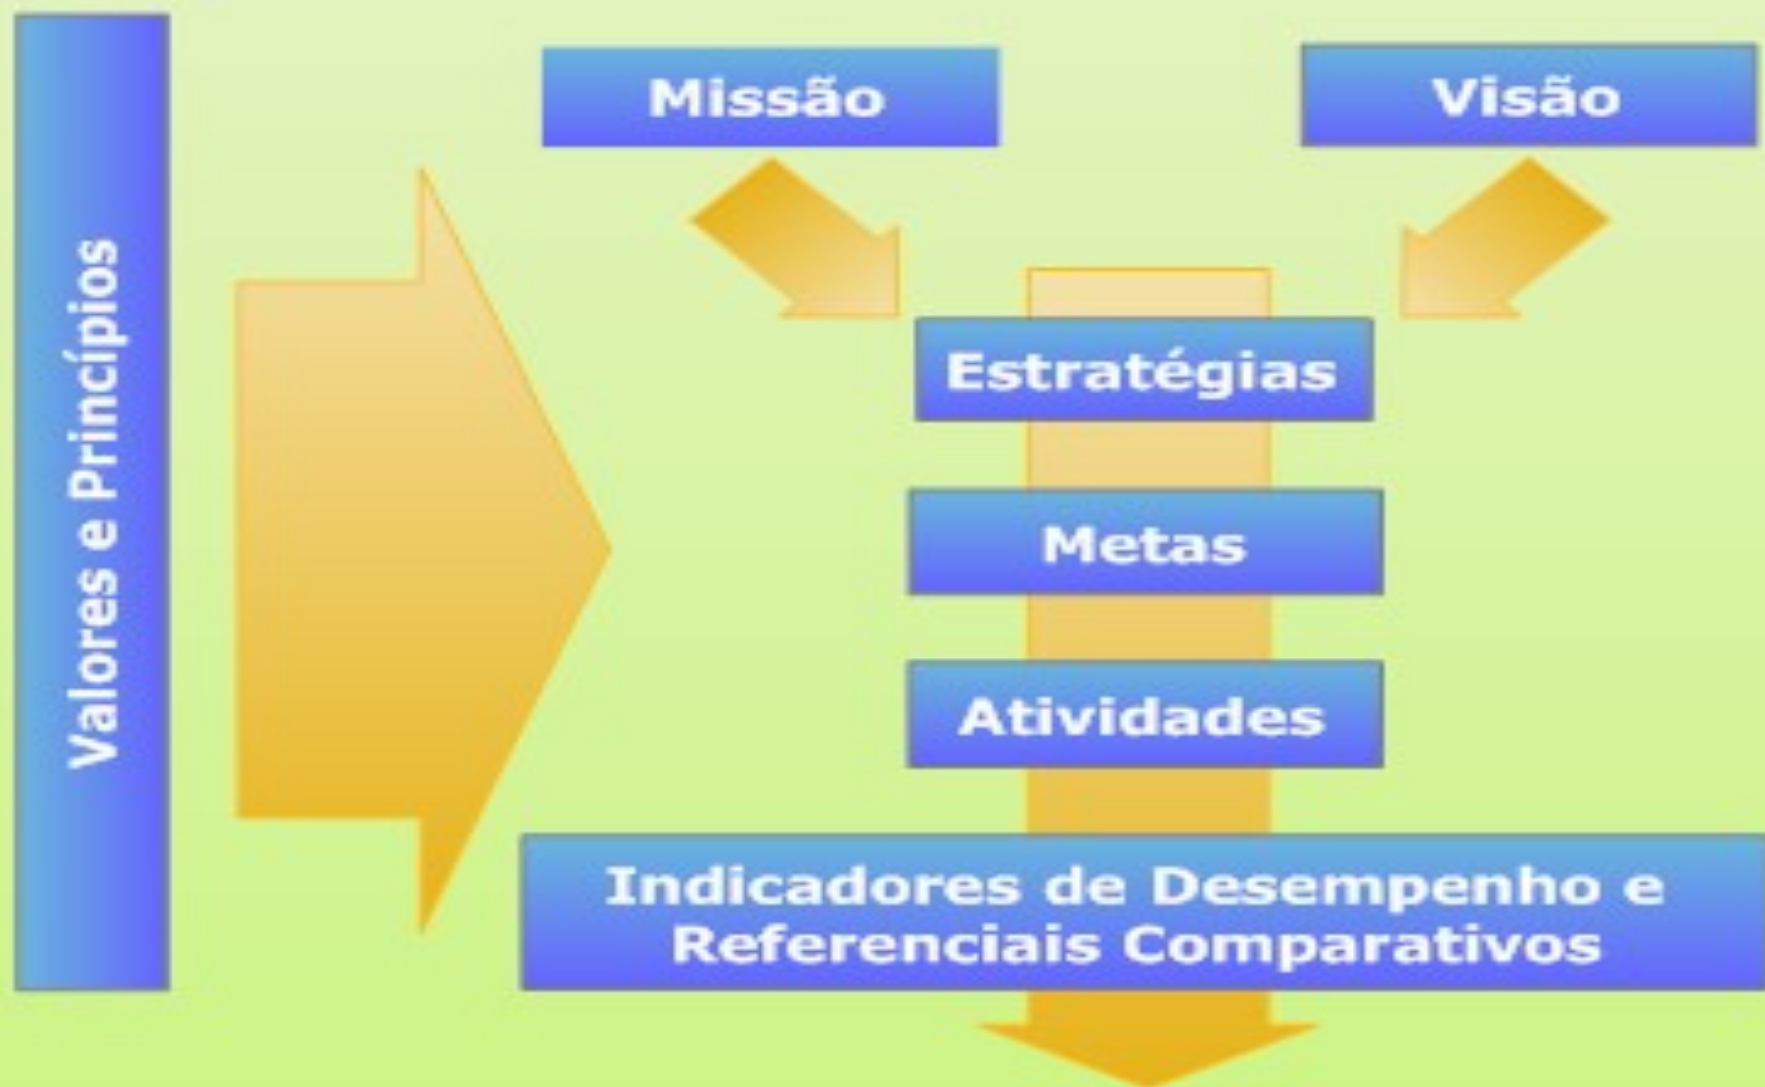 Valores e Princípios
Missão
Visão
Estratégias
Metas
Atividades
Indicadores de Desempenho e
Referenciais Comparativos